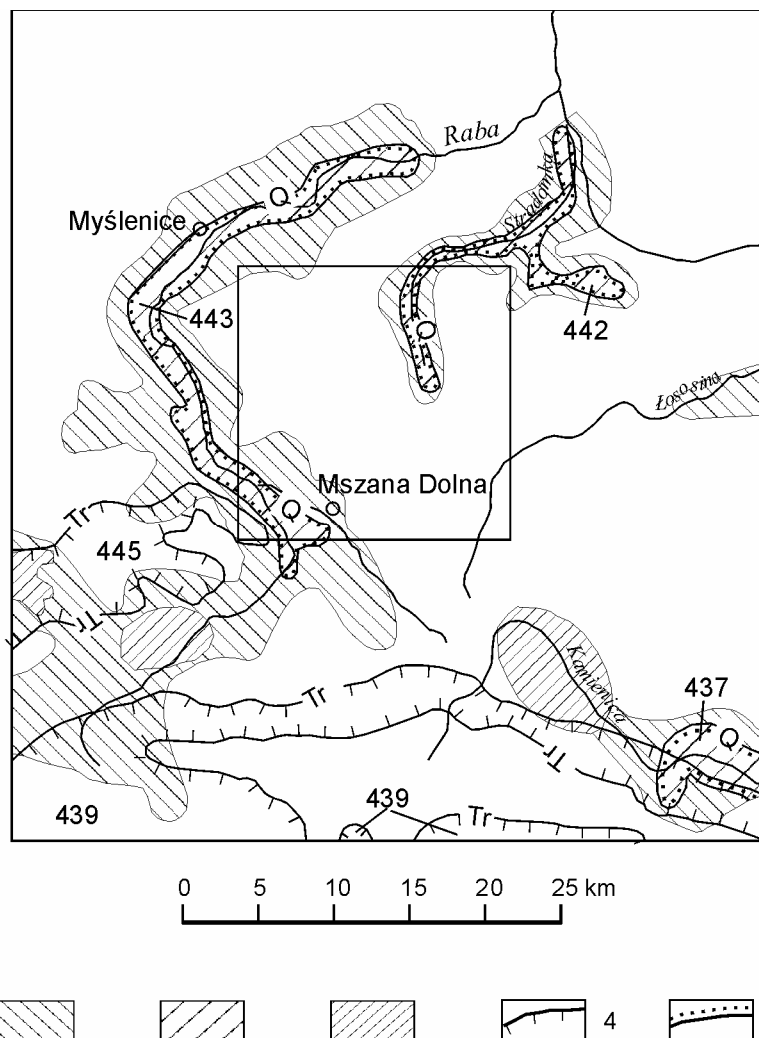 Raba
Stradomka
Q
Myślenice
443
442
Q
Łososina
Mszana Dolna
Q
Tr
445
Tr
Kamienica
437
Tr
Q
Tr
439
439
Tr
0 5 10 15 20 25 km
4